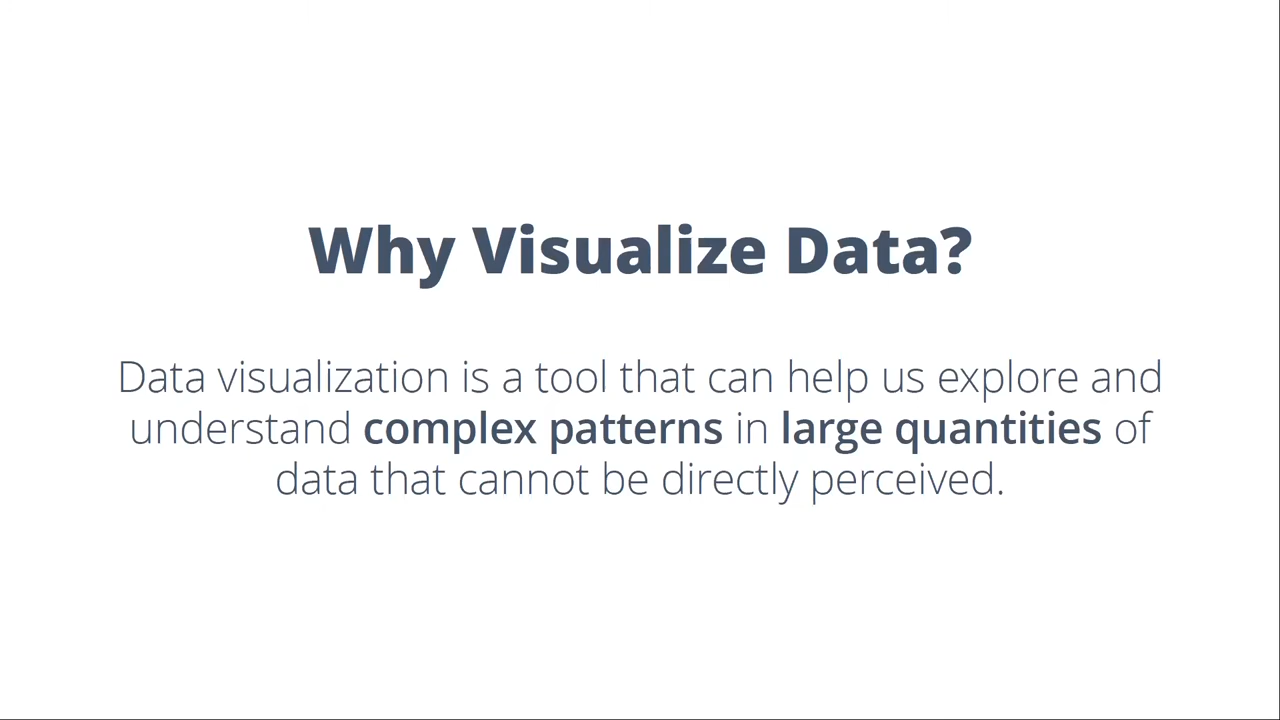 Why Visualize Data?
Data visualization is a tool that can help us explore and
understand complex patterns in large quantities of
data that cannot be directly perceived.